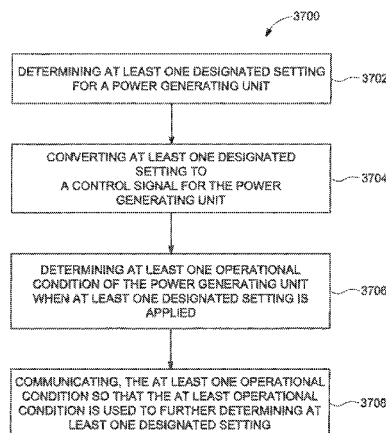 3700
DETERMINING AT LEAST ONE DESIGNATED SETTING
FOR A POWER GENERATING UNIT
3702
CONVERTING AT LEAST ONE DESIGNATED
SETTING TO
A CONTROL SIGNAL FOR THE POWER
GENERATING UNIT
3704
DETERMINING AT LEAST ONE OPERATIONAL
CONDITION OF THE POWER GENERATING UNIT
WHEN AT LEAST ONE DESIGNATED SETTING IS
APPLIED
3706
COMMUNICATING, THE AT LEAST ONE OPERATIONAL
CONDITION SO THAT THE AT LEAST OPERATIONAL
CONDITION IS USED TO FURTHER DETERMINING AT
LEAST ONE DESIGNATED SETTING
3708